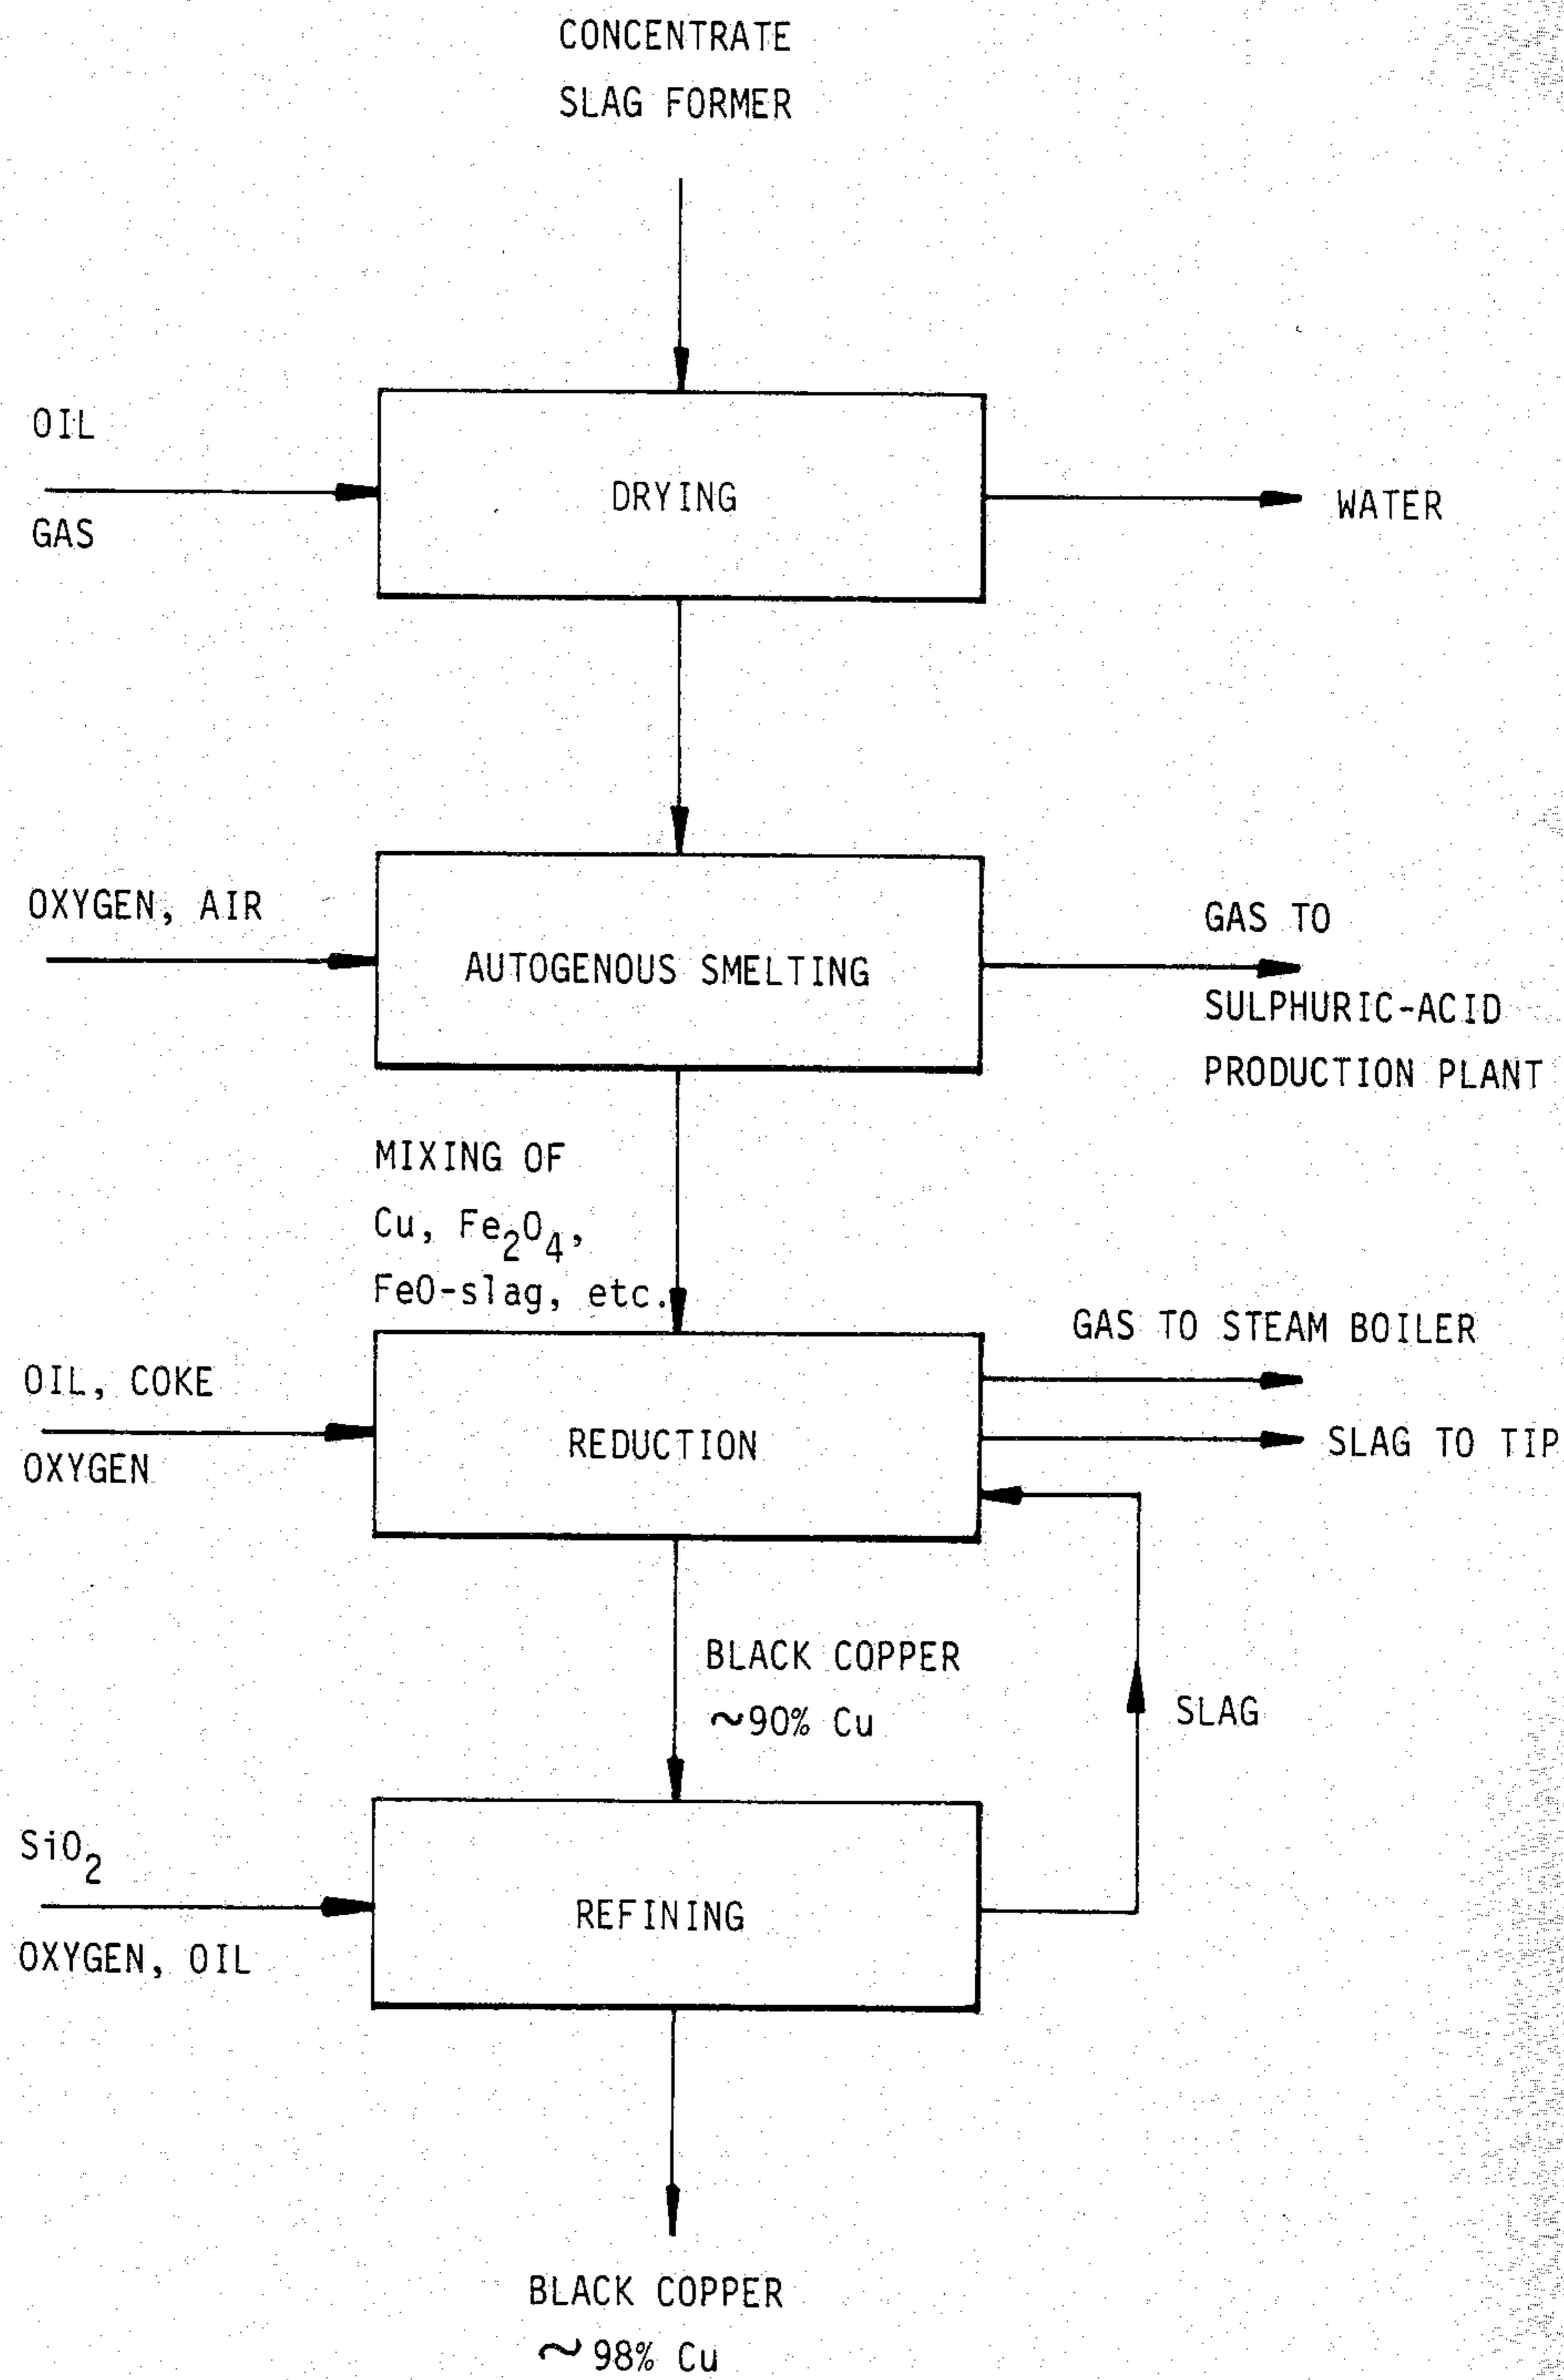 CONCENTRATE
SLAG FORMER
OIL
GAS
DRYING
WATER
OXYGEN, AIR
AUTOGENOUS SMELTING
GAS TO
SULPHURIC-ACID
PRODUCTION PLANT
MIXING OF
Cu, Fe₂O₄,
FeO-slag, etc.
GAS TO STEAM BOILER
OIL, COKE
OXYGEN
REDUCTION
SLAG TO TIP
BLACK COPPER
~90% Cu
SLAG
SiO₂
OXYGEN, OIL
REFINING
BLACK COPPER
~98% Cu